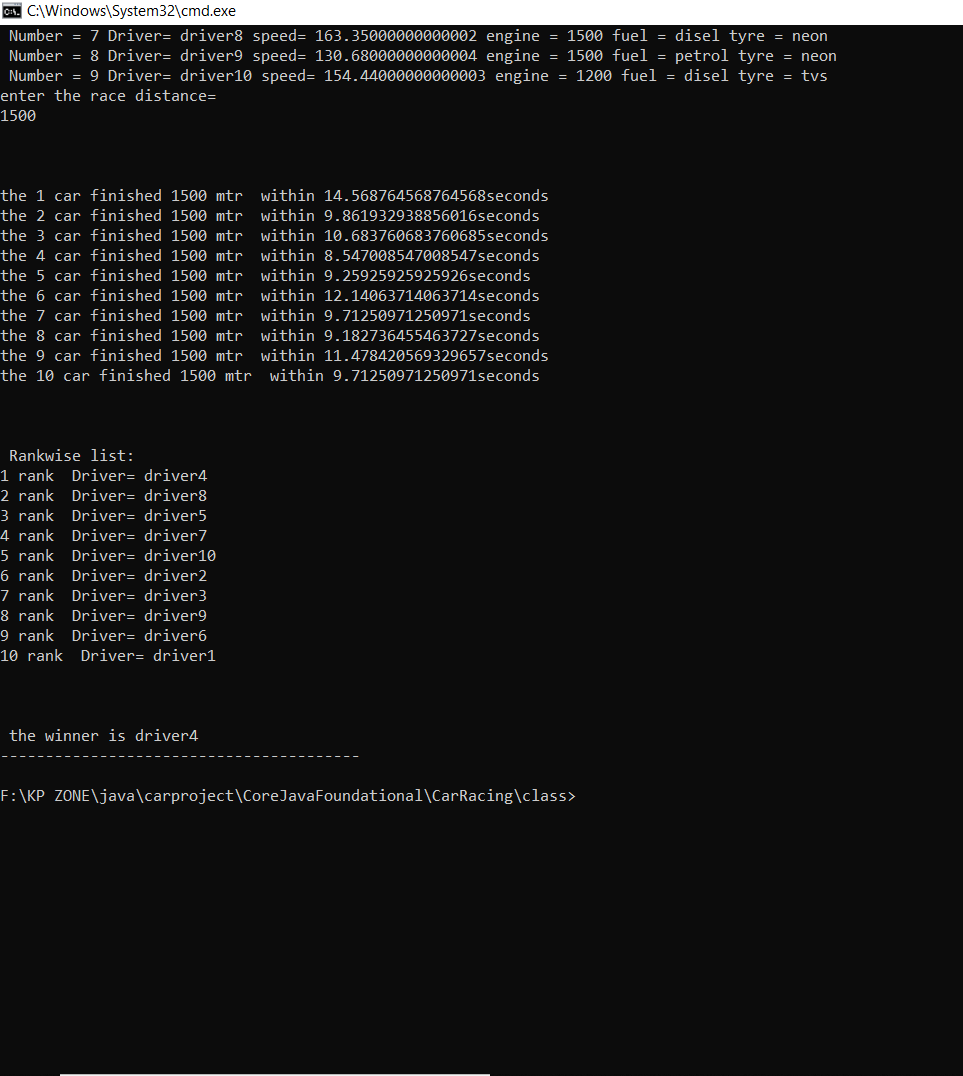 C:\Windows\System32\cmd.exe
Number = 7 Driver= driver8 speed= 163.35000000000002 engine = 1500 fuel = disel tyre = neon
Number = 8 Driver= driver9 speed= 130.68000000000004 engine = 1500 fuel = petrol tyre = neon
Number = 9 Driver= driver10 speed= 154.44000000000003 engine = 1200 fuel = disel tyre = tvs
enter the race distance=
1500
the 1 car finished 1500 mtr  within 14.568764568764568seconds
the 2 car finished 1500 mtr  within 9.861932938856016seconds
the 3 car finished 1500 mtr  within 10.683760683760685seconds
the 4 car finished 1500 mtr  within 8.547008547008547seconds
the 5 car finished 1500 mtr  within 9.25925925925926seconds
the 6 car finished 1500 mtr  within 12.14063714063714seconds
the 7 car finished 1500 mtr  within 9.71250971250971seconds
the 8 car finished 1500 mtr  within 9.182736455463727seconds
the 9 car finished 1500 mtr  within 11.478420569329657seconds
the 10 car finished 1500 mtr  within 9.71250971250971seconds
Rankwise list:
1 rank  Driver= driver4
2 rank  Driver= driver8
3 rank  Driver= driver5
4 rank  Driver= driver7
5 rank  Driver= driver10
6 rank  Driver= driver2
7 rank  Driver= driver3
8 rank  Driver= driver9
9 rank  Driver= driver6
10 rank  Driver= driver1
the winner is driver4
----------------------------------------
F:\KP ZONE\java\carproject\CoreJavaFoundational\CarRacing\class>